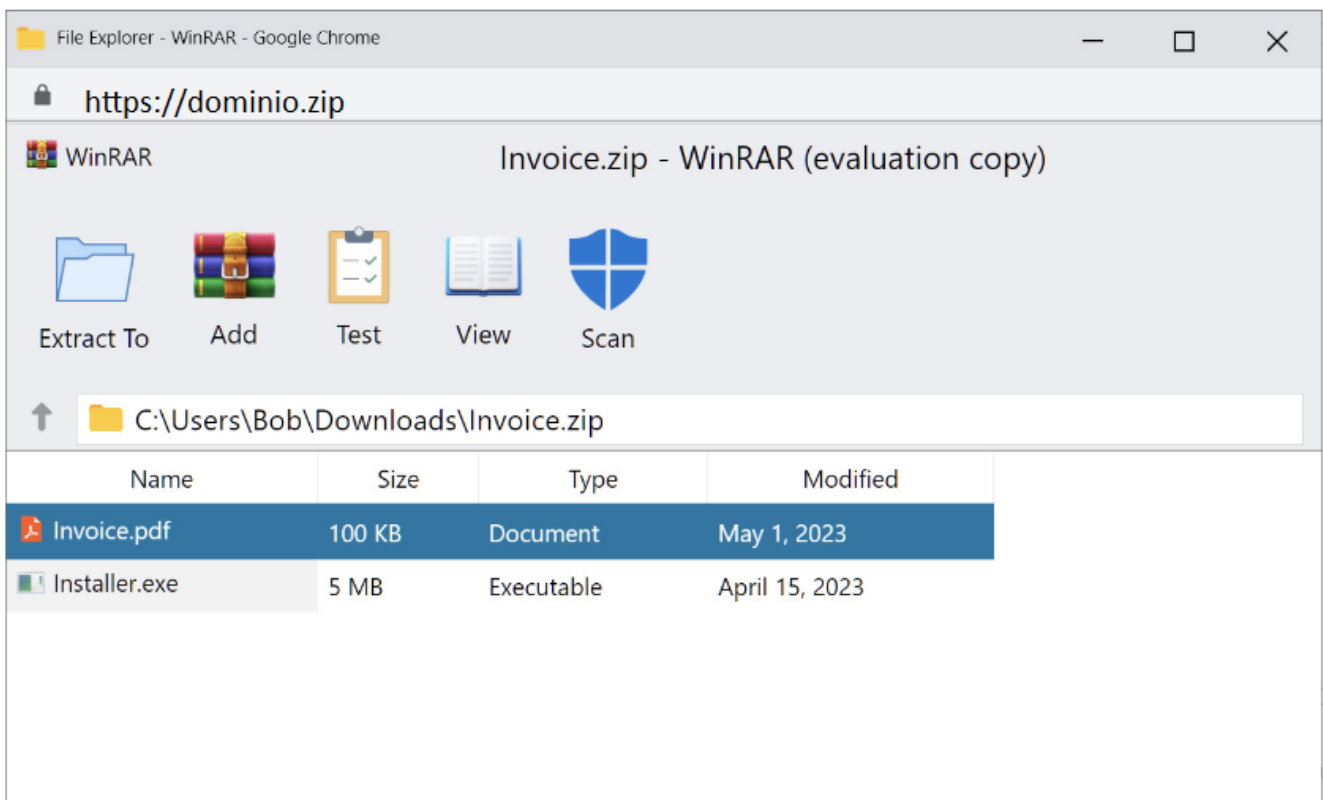 File Explorer - WinRAR - Google Chrome
https://dominio.zip
WinRAR Invoice.zip - WinRAR (evaluation copy)
Extract To Add Test View Scan
C:\Users\Bob\Downloads\Invoice.zip
Name Size Type Modified
Invoice.pdf 100 KB Document May 1, 2023
Installer.exe 5 MB Executable April 15, 2023